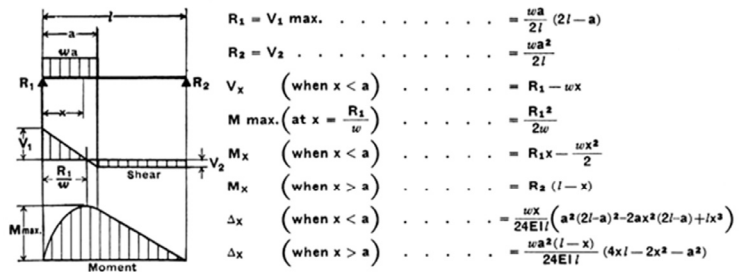 l
a
wa
R₁ R₂
x
V₁
V₂
R₁/w
Shear
M max.
Moment
R₁ = V₁ max. . . . . . . . . . . = wa/2l (2l — a)
R₂ = V₂ . . . . . . . . . . . = wa²/2l
Vₓ (when x < a) . . . . . = R₁ — wx
M max. (at x = R₁/w) . . . . . = R₁²/2w
Mₓ (when x < a) . . . . . = R₁x — wx²/2
Mₓ (when x > a) . . . . . = R₂ (l — x)
Δₓ (when x < a) . . . . . = wx/24EIl (a²(2l-a)²-2ax²(2l-a)+lx³)
Δₓ (when x > a) . . . . . = wa²(l — x)/24EIl (4xl — 2x² — a²)